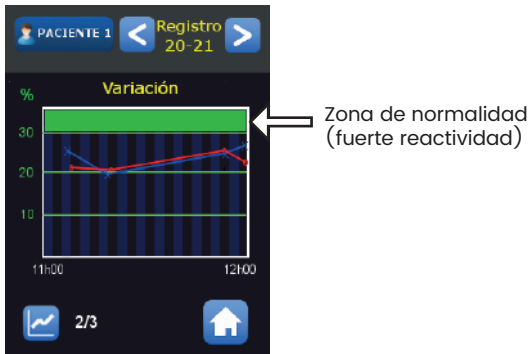 PACIENTE 1
Registro
20-21
Variación
%
30
20
10
11h00
12h00
2/3
Zona de normalidad
(fuerte reactividad)